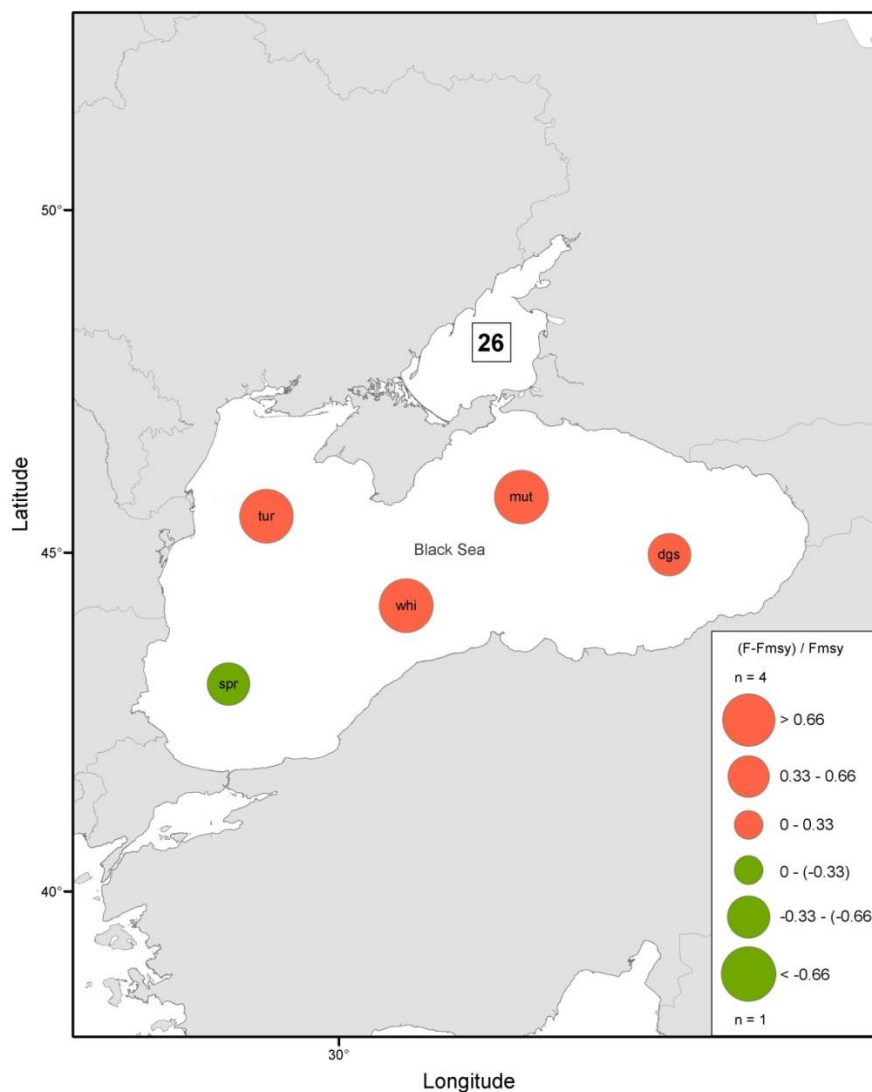 50°
26
Latitude
tur
mut
45°
Black Sea
dgs
whi
spr
(F-Fmsy) / Fmsy
n = 4
> 0.66
0.33 - 0.66
0 - 0.33
0 - (-0.33)
-0.33 - (-0.66
< -0.66
n = 1
40°
30°
Longitude